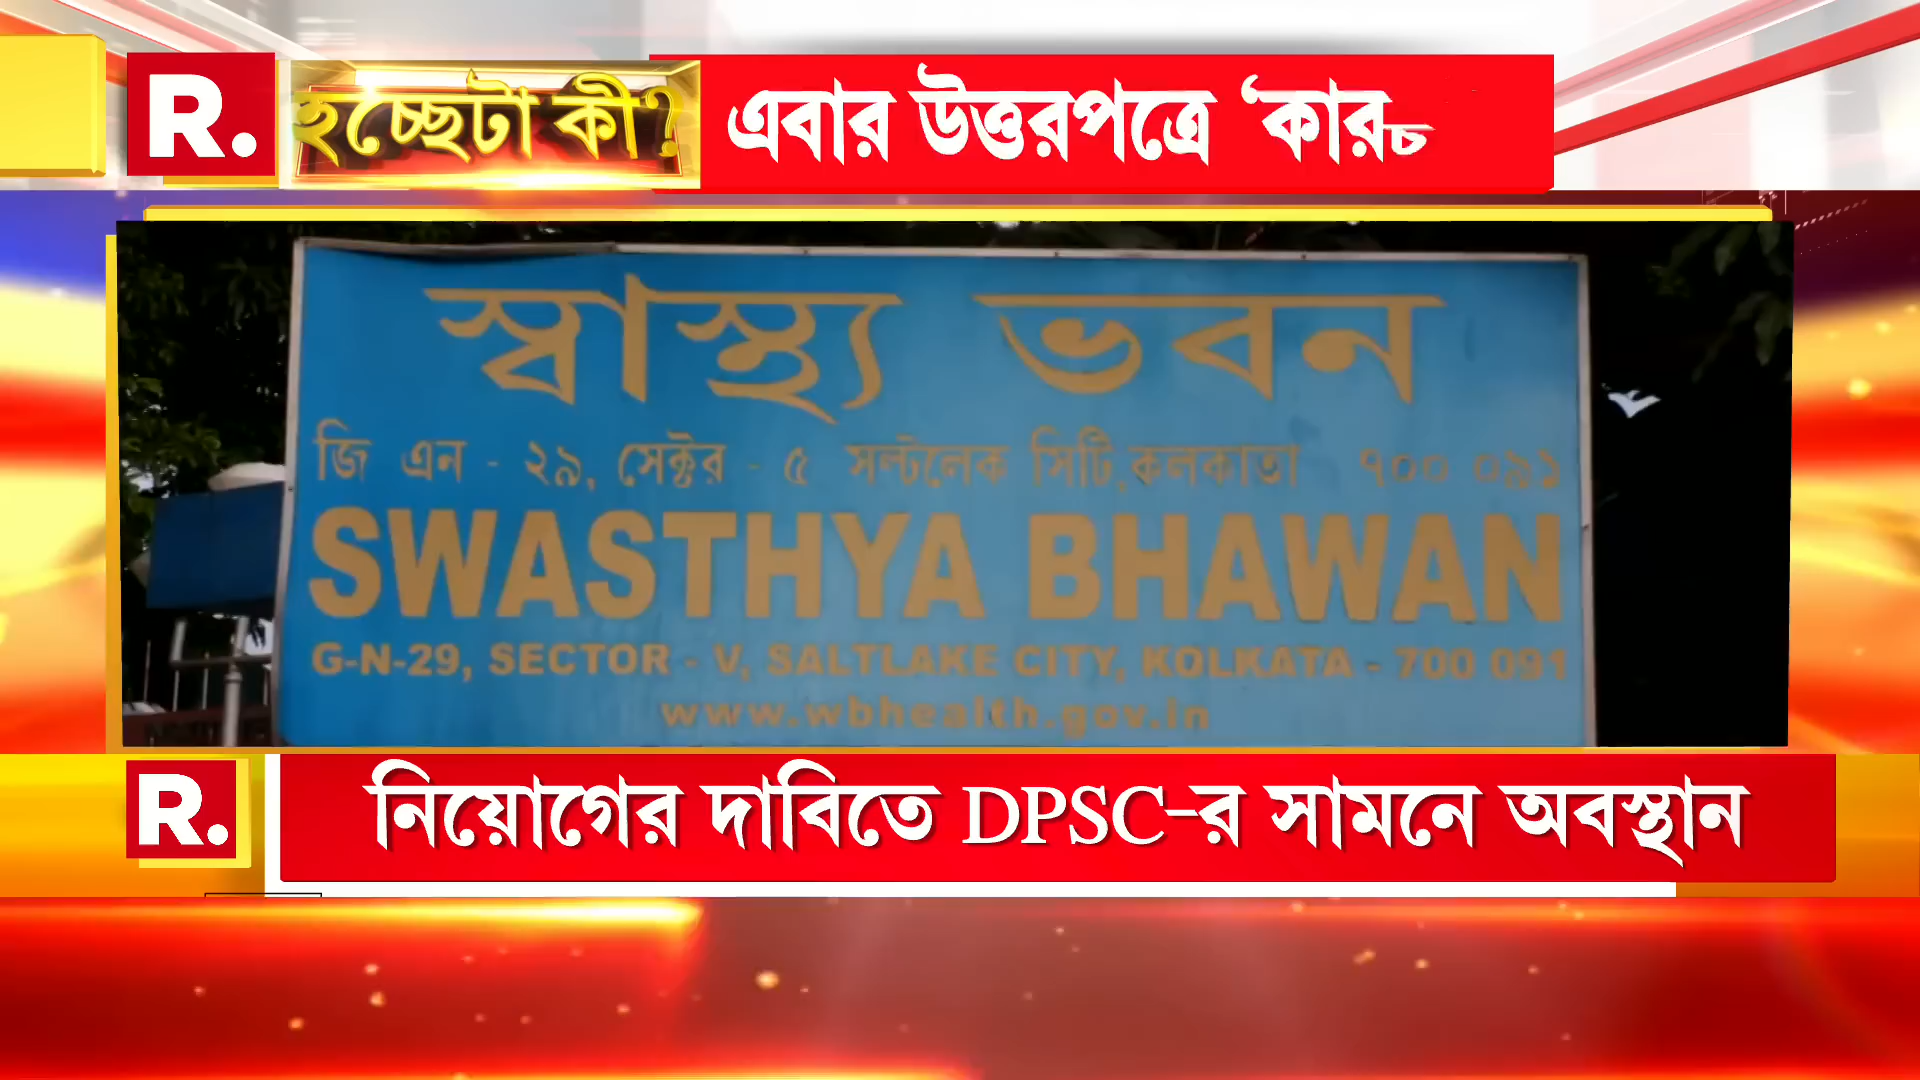 R.
হচ্ছেটা কী?
এবার উত্তরপত্রে ‘কার
স্বাস্থ্য ভবন
জি এন - ২৯, সেক্টর - ৫ সল্টলেক সিটি, কলকাতা ৭০০ ০৯১
SWASTHYA BHAWAN
G-N-29, SECTOR - V, SALTLAKE CITY, KOLKATA - 700 091
www.wbhealth.gov.in
R.
নিয়োগের দাবিতে DPSC-র সামনে অবস্থান